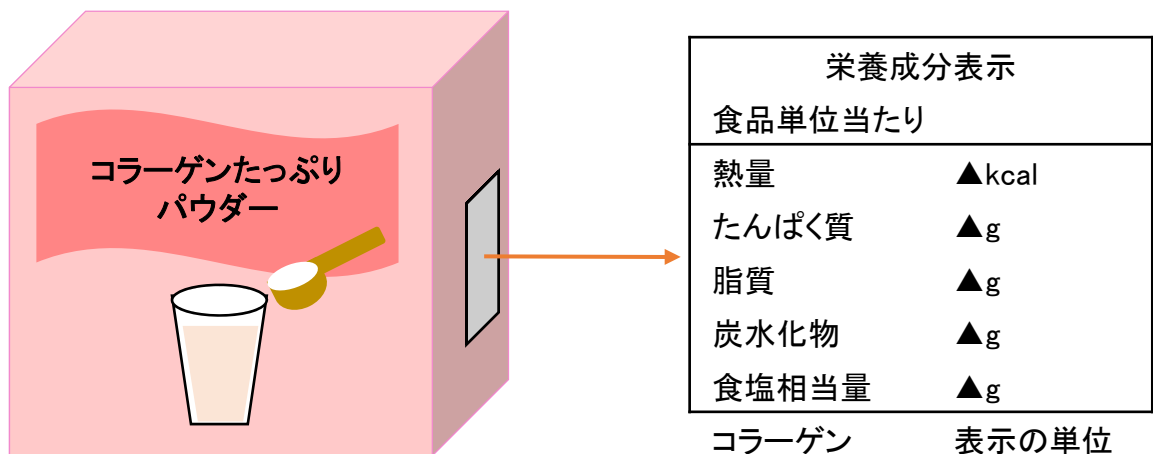 コラーゲンたっぷり
パウダー
栄養成分表示
食品単位当たり
熱量 ▲kcal
たんぱく質 ▲g
脂質 ▲g
炭水化物 ▲g
食塩相当量 ▲g
コラーゲン 表示の単位